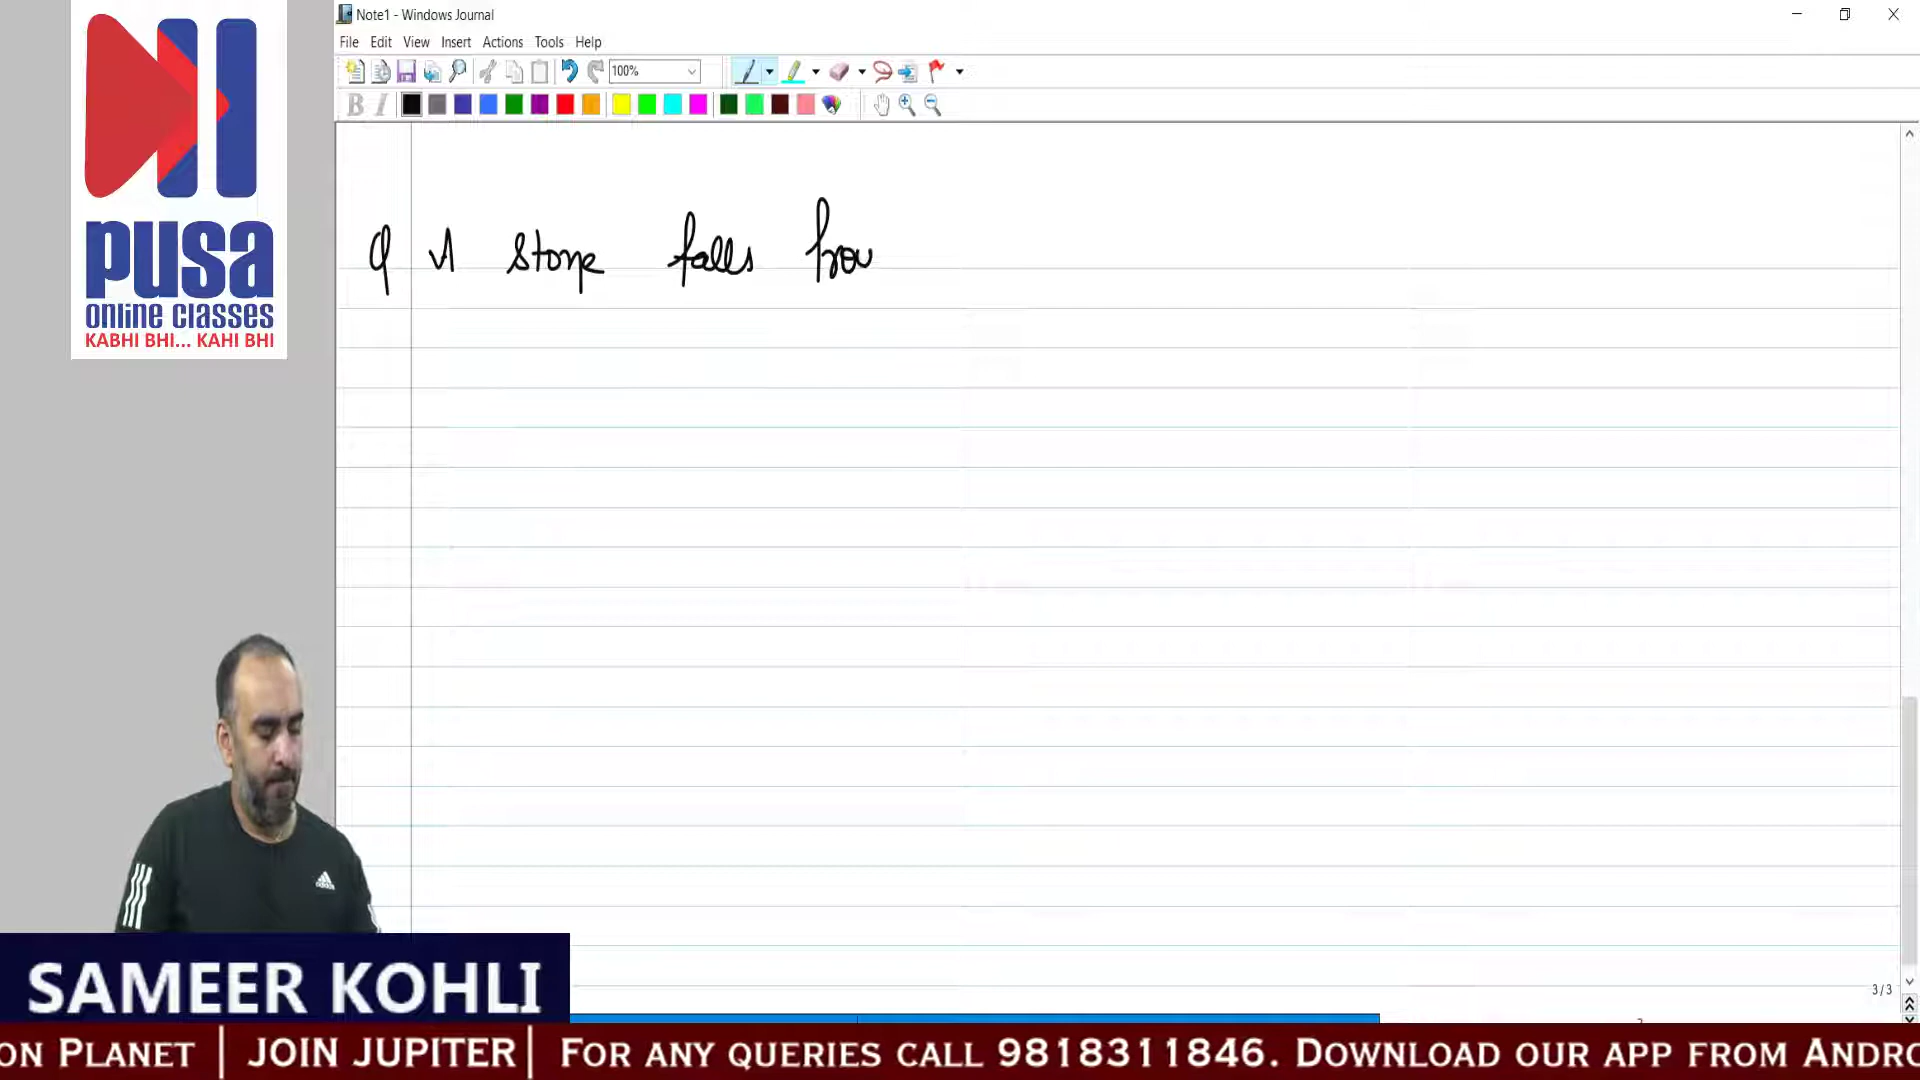 Note1 - Windows Journal
File Edit View Insert Actions Tools Help
100%
B I
Q A stone falls frou
pusa
online classes
KABHI BHI... KAHI BHI
adidas
3 / 3
SAMEER KOHLI
ON PLANET | JOIN JUPITER | FOR ANY QUERIES CALL 9818311846. DOWNLOAD OUR APP FROM ANDRO